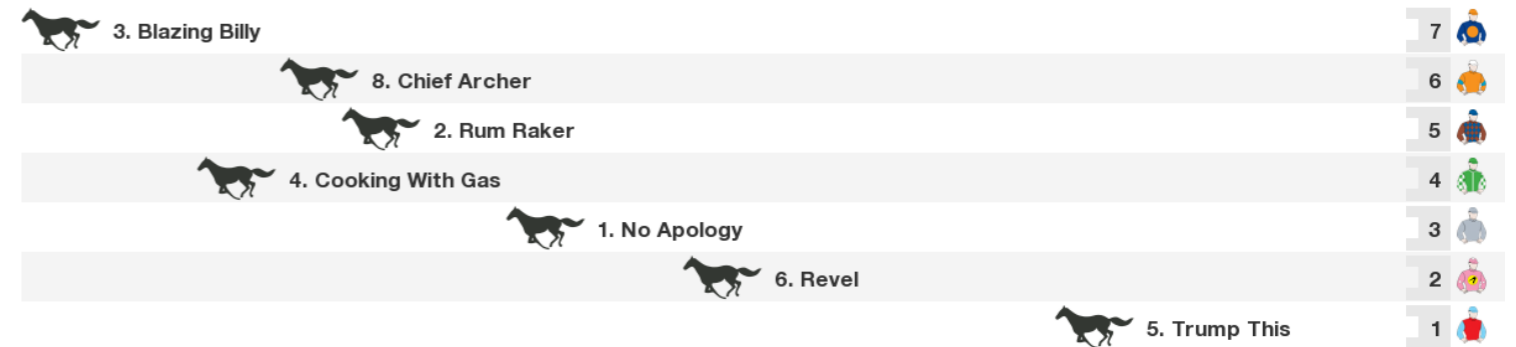 3. Blazing Billy 7
8. Chief Archer 6
2. Rum Raker 5
4. Cooking With Gas 4
1. No Apology 3
6. Revel 2
5. Trump This 1